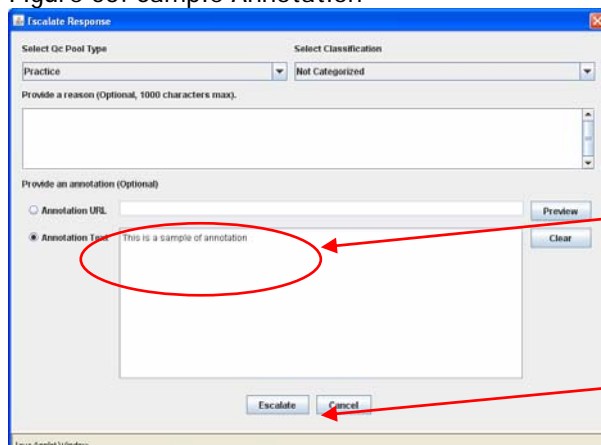 Sample Annotation
Escalate Response
Select Qc Pool Type Select Classification
Practice Not Categorized
Provide a reason (Optional, 1000 characters max).
Provide an annotation (Optional)
Annotation URL Preview
Annotation Text This is a sample of annotation Clear
Escalate Cancel
Java Applet Window